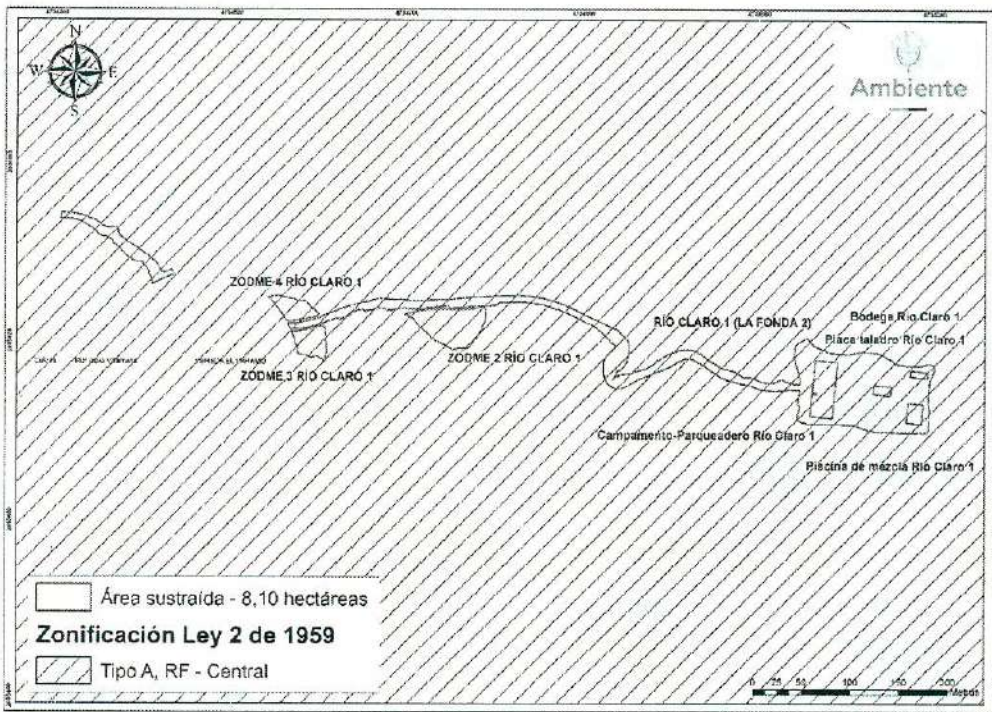 N
W E
S
Ambiente
ZODME 4 RÍO CLARO 1
RÍO CLARO 1 (LA FONDA 2)
Bodega Río Claro 1
Placa taladro Río Claro 1
ZODME 2 RÍO CLARO 1
ZODME 3 RÍO CLARO 1
Campamento-Parqueadero Río Claro 1
Piscina de mezcla Río Claro 1
Área sustraída - 8,10 hectáreas
Zonificación Ley 2 de 1959
Tipo A, RF - Central
0 25 50 100 150 200
Metros